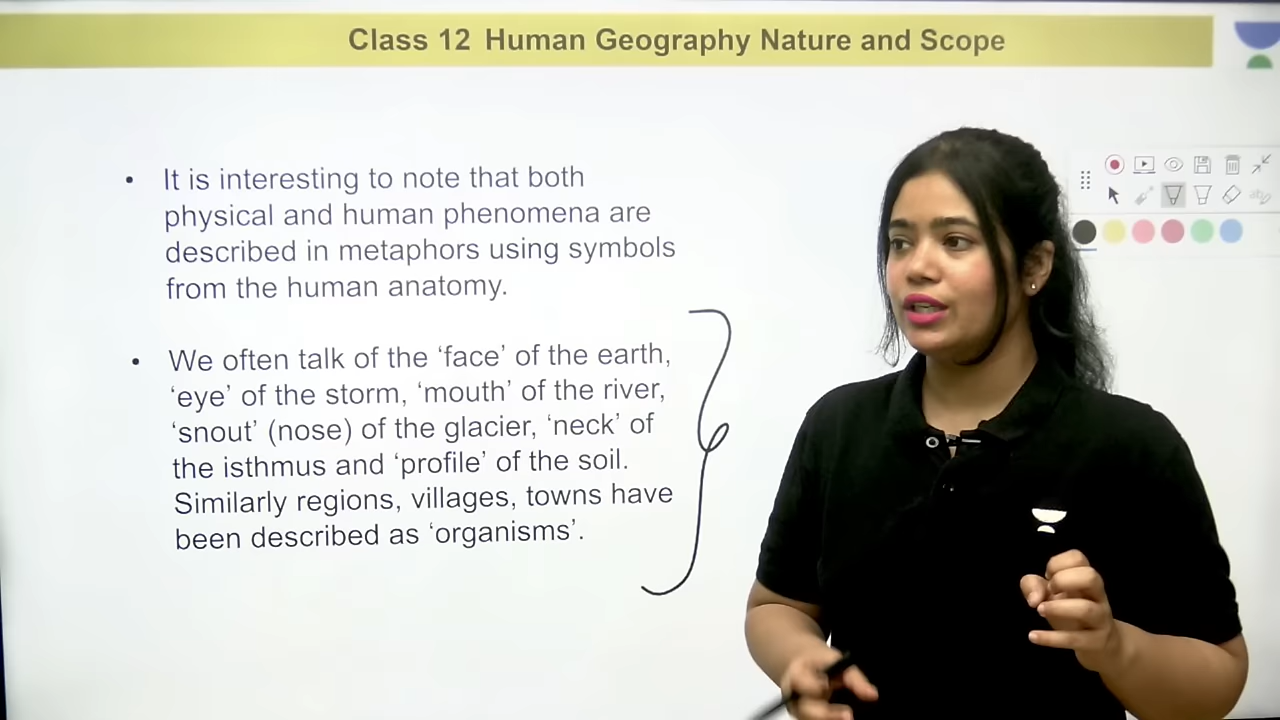 Class 12 Human Geography Nature and Scope
• It is interesting to note that both
physical and human phenomena are
described in metaphors using symbols
from the human anatomy.
• We often talk of the ‘face’ of the earth,
‘eye’ of the storm, ‘mouth’ of the river,
‘snout’ (nose) of the glacier, ‘neck’ of
the isthmus and ‘profile’ of the soil.
Similarly regions, villages, towns have
been described as ‘organisms’.